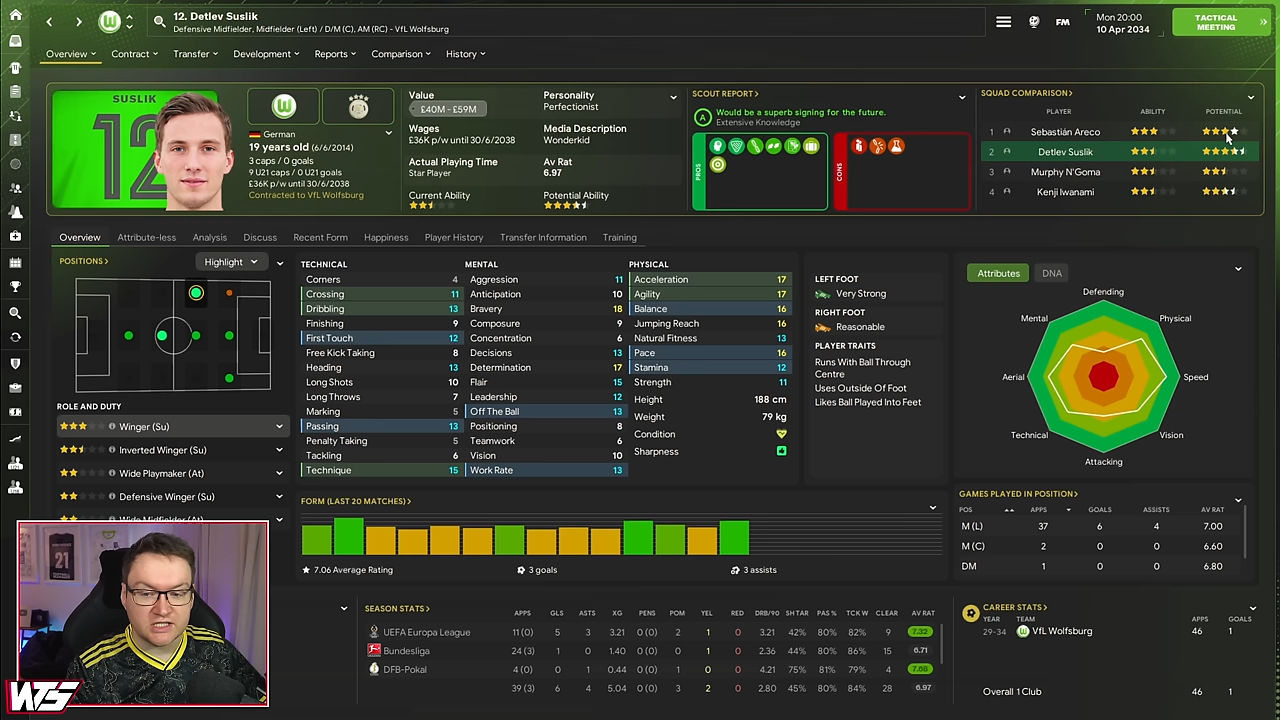 12. Detlev Suslik
Defensive Midfielder, Midfielder (Left) / D/M (C), AM (RC) - VfL Wolfsburg
FM
Mon 20:00
10 Apr 2034
TACTICAL MEETING
Overview Contract Transfer Development Reports Comparison History
SUSLIK
12
German
19 years old (6/6/2014)
3 caps / 0 goals
9 U21 caps / 0 U21 goals
£36K p/w until 30/6/2038
Contracted to VfL Wolfsburg
Value
£40M - £59M
Wages
£36K p/w until 30/6/2038
Actual Playing Time
Star Player
Current Ability
Personality
Perfectionist
Media Description
Wonderkid
Av Rat
6.97
Potential Ability
SCOUT REPORT >
A Would be a superb signing for the future.
Extensive Knowledge
PROS
CONS
SQUAD COMPARISON >
PLAYER ABILITY POTENTIAL
1 Sebastián Areco
2 Detlev Suslik
3 Murphy N'Goma
4 Kenji Iwanami
Overview Attribute-less Analysis Discuss Recent Form Happiness Player History Transfer Information Training
POSITIONS >
Highlight
ROLE AND DUTY
Winger (Su)
Inverted Winger (Su)
Wide Playmaker (At)
Defensive Winger (Su)
TECHNICAL
Corners 4
Crossing 11
Dribbling 13
Finishing 9
First Touch 12
Free Kick Taking 8
Heading 13
Long Shots 10
Long Throws 7
Marking 5
Passing 13
Penalty Taking 5
Tackling 6
Technique 15
MENTAL
Aggression 11
Anticipation 10
Bravery 18
Composure 9
Concentration 6
Decisions 13
Determination 17
Flair 15
Leadership 12
Off The Ball 13
Positioning 8
Teamwork 6
Vision 10
Work Rate 13
PHYSICAL
Acceleration 17
Agility 17
Balance 16
Jumping Reach 16
Natural Fitness 13
Pace 16
Stamina 12
Strength 11
Height 188 cm
Weight 79 kg
Condition
Sharpness
LEFT FOOT
Very Strong
RIGHT FOOT
Reasonable
PLAYER TRAITS
Runs With Ball Through Centre
Uses Outside Of Foot
Likes Ball Played Into Feet
Attributes DNA
Defending
Physical
Speed
Vision
Attacking
Technical
Aerial
Mental
FORM (LAST 20 MATCHES) >
7.06 Average Rating
3 goals
3 assists
GAMES PLAYED IN POSITION >
POS APPS GOALS ASSISTS AV RAT
M (L) 37 6 4 7.00
M (C) 2 0 0 6.60
DM 1 0 0 6.80
SEASON STATS > APPS GLS ASTS XG PENS POM YEL RED DRB/90 SH TAR PAS % TCK W CLEAR AV RAT
UEFA Europa League 11 (0) 5 3 3.21 0 (0) 2 1 0 3.21 42% 80% 82% 9 7.32
Bundesliga 24 (3) 1 0 1.40 0 (0) 0 1 0 2.36 44% 80% 86% 15 6.71
DFB-Pokal 4 (0) 0 1 0.44 0 (0) 1 0 0 4.21 75% 81% 79% 4 7.68
39 (3) 6 4 5.04 0 (0) 3 2 0 2.80 45% 80% 84% 28 6.97
CAREER STATS >
YEAR TEAM APPS GOALS
29-34 VfL Wolfsburg 46 1
Overall 1 Club 46 1
21
WTS